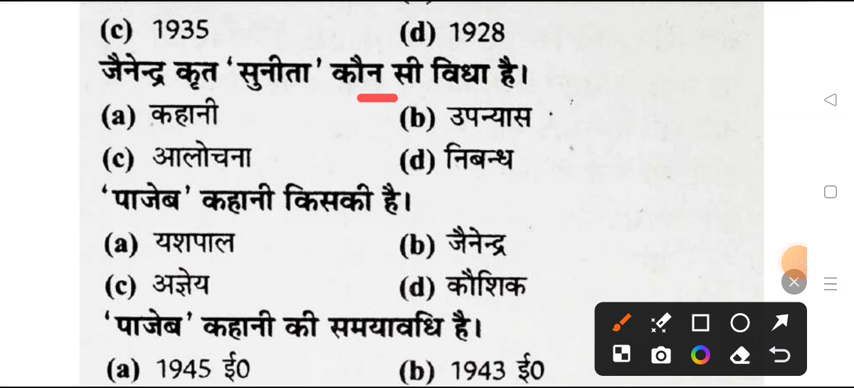 (c) 1935 (d) 1928
जैनेन्द्र कृत ‘सुनीता’ कौन सी विधा है।
(a) कहानी (b) उपन्यास
(c) आलोचना (d) निबन्ध
‘पाजेब’ कहानी किसकी है।
(a) यशपाल (b) जैनेन्द्र
(c) अज्ञेय (d) कौशिक
‘पाजेब’ कहानी की समयावधि है।
(a) 1945 ई0 (b) 1943 ई0